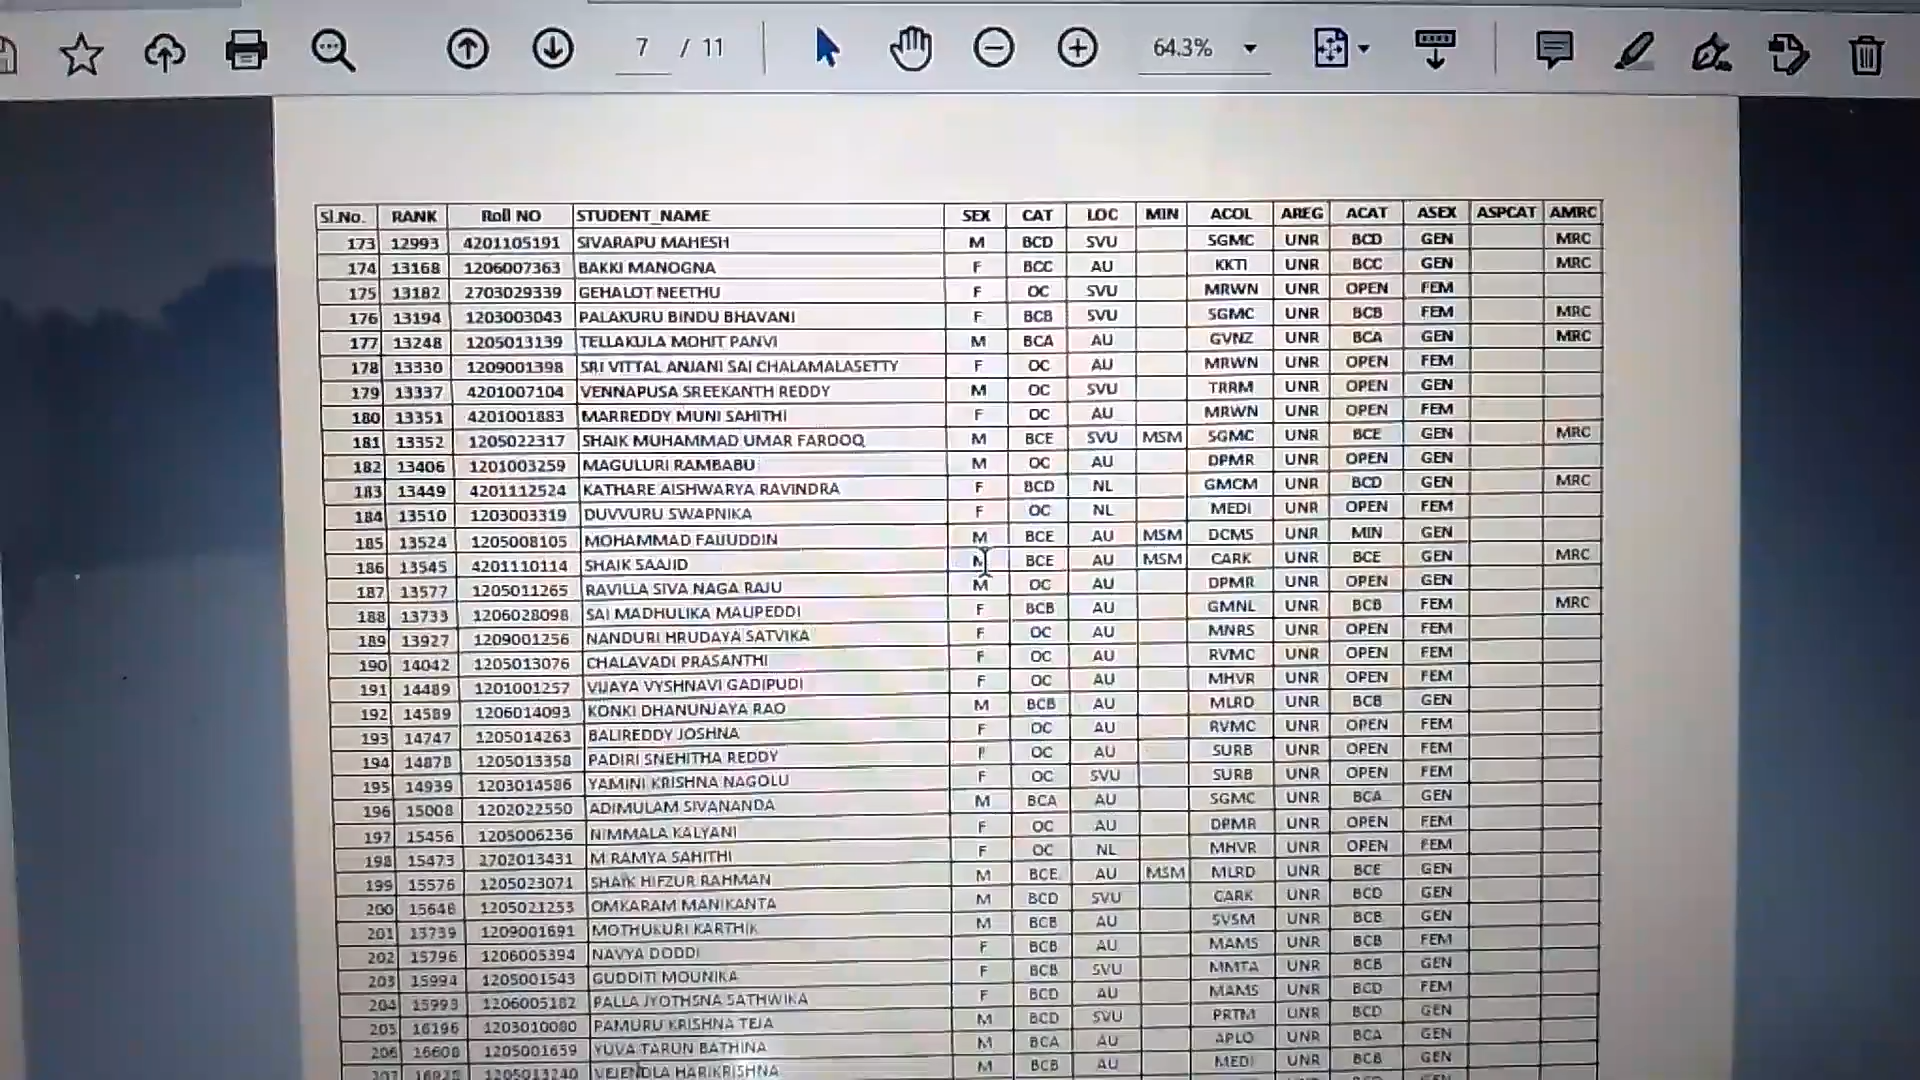 7 / 11 64.3%
Sl.No. RANK Roll NO STUDENT_NAME SEX CAT LOC MIN ACOL AREG ACAT ASEX ASPCAT AMRC
173 12993 4201105191 SIVARAPU MAHESH M BCD SVU SGMC UNR BCD GEN MRC
174 13168 1206007363 BAKKI MANOGNA F BCC AU KKTI UNR BCC GEN MRC
175 13182 2703029339 GEHALOT NEETHU F OC SVU MRWN UNR OPEN FEM
176 13194 1203003043 PALAKURU BINDU BHAVANI F BCB SVU SGMC UNR BCB FEM MRC
177 13248 1205013139 TELLAKULA MOHIT PANVI M BCA AU GVNZ UNR BCA GEN MRC
178 13330 1209001398 SRI VITTAL ANJANI SAI CHALAMALASETTY F OC AU MRWN UNR OPEN FEM
179 13337 4201007104 VENNAPUSA SREEKANTH REDDY M OC SVU TRRM UNR OPEN GEN
180 13351 4201001883 MARREDDY MUNI SAHITHI F OC AU MRWN UNR OPEN FEM
181 13352 1205022317 SHAIK MUHAMMAD UMAR FAROOQ M BCE SVU MSM SGMC UNR BCE GEN MRC
182 13406 1201003259 MAGULURI RAMBABU M OC AU DPMR UNR OPEN GEN
183 13449 4201112524 KATHARE AISHWARYA RAVINDRA F BCD NL GMCM UNR BCD GEN MRC
184 13510 1203003319 DUVVURU SWAPNIKA F OC NL MEDI UNR OPEN FEM
185 13524 1205008105 MOHAMMAD M BCE AU MSM DCMS UNR MIN GEN
186 13545 4201110114 SHAIK SAAJID M BCE AU MSM CARK UNR BCE GEN MRC
187 13577 1205011265 RAVILLA SIVA NAGA RAJU M OC AU DPMR UNR OPEN GEN
188 13733 1206028098 SAI MADHULIKA MALIPEDDI F BCB AU GMNL UNR BCB FEM MRC
189 13927 1209001256 NANDURI HRUDAYA SATVIKA F OC AU MNRS UNR OPEN FEM
190 14042 1205013076 CHALAVADI PRASANTHI F OC AU RVMC UNR OPEN FEM
191 14489 1201001257 VIJAYA VYSHNAVI GADIPUDI F OC AU MHVR UNR OPEN FEM
192 14589 1206014093 KONKI DHANUNJAYA RAO M BCB AU MLRD UNR BCB GEN
193 14747 1205014263 BALIREDDY JOSHNA F OC AU RVMC UNR OPEN FEM
194 14878 1205013358 PADIRI SNEHITHA REDDY F OC AU SURB UNR OPEN FEM
195 14939 1203014586 YAMINI KRISHNA NAGOLU F OC SVU SURB UNR OPEN FEM
196 15008 1202022550 ADIMULAM SIVANANDA M BCA AU SGMC UNR BCA GEN
197 15456 1205006236 NIMMALA KALYANI F OC AU DPMR UNR OPEN FEM
198 15473 2702013431 M RAMYA SAHITHI F OC NL MHVR UNR OPEN FEM
199 15576 1205023071 SHAIK HIFZUR RAHMAN M BCE AU MSM MLRD UNR BCE GEN
200 15646 1205021253 OMKARAM MANIKANTA M BCD SVU CARK UNR BCD GEN
201 1209001691 MOTHUKURI KARTHIK M BCB AU SVSM UNR BCB GEN
202 15796 1206005394 NAVYA DODDI F BCB AU MAMS UNR BCB FEM
203 15994 1205001543 GUDDITI MOUNIKA F BCB SVU MMTA UNR BCB GEN
204 1206005182 PALLA JYOTHSNA SATHWIKA F BCD AU MAMS UNR BCD FEM
205 16196 1203010080 PAMURU KRISHNA TEJA M BCD SVU PRTM UNR BCD GEN
206 16608 1205001659 YUVA TARUN BATHINA M BCA AU APLO UNR BCA GEN
207 1205013240 VEJENDLA HARIKRISHNA M BCB AU MEDI UNR BCB GEN